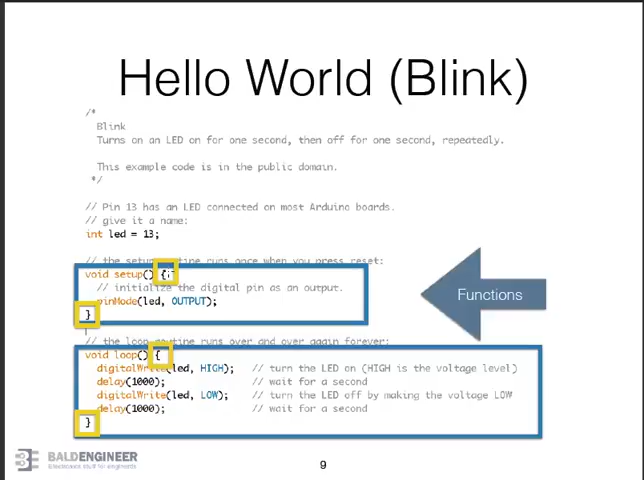 Hello World (Blink)
/*
Blink
Turns on an LED on for one second, then off for one second, repeatedly.
This example code is in the public domain.
*/
// Pin 13 has an LED connected on most Arduino boards.
// give it a name:
int led = 13;
// the setup routine runs once when you press reset:
void setup() {
// initialize the digital pin as an output.
pinMode(led, OUTPUT);
}
Functions
// the loop routine runs over and over again forever:
void loop() {
digitalWrite(led, HIGH); // turn the LED on (HIGH is the voltage level)
delay(1000); // wait for a second
digitalWrite(led, LOW); // turn the LED off by making the voltage LOW
delay(1000); // wait for a second
}
BALDENGINEER
9